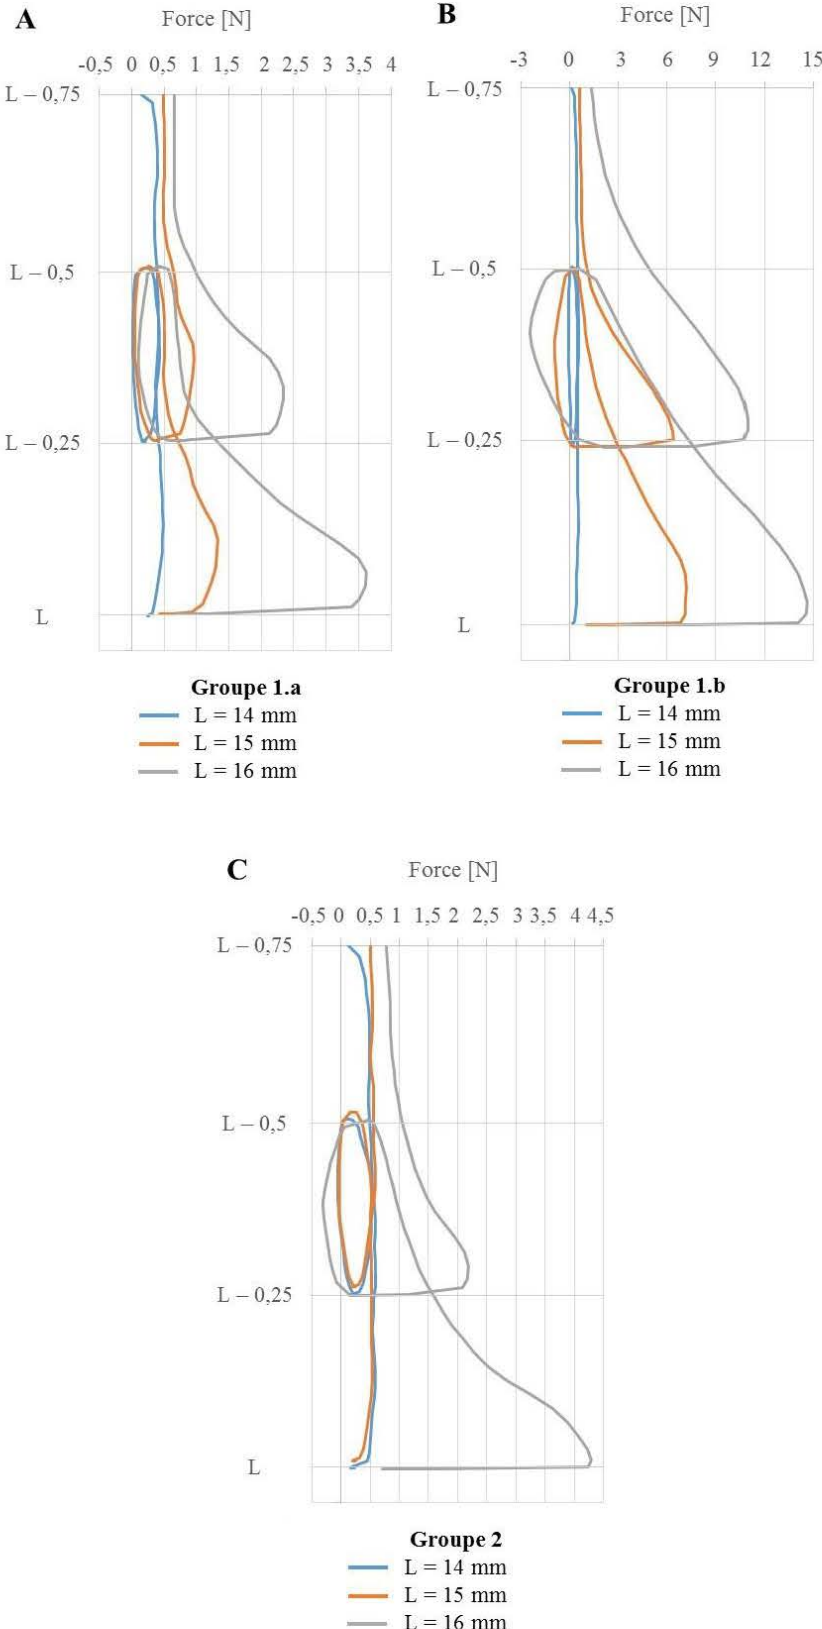 A
Force [N]
-0,5 0 0,5 1 1,5 2 2,5 3 3,5 4
L – 0,75
L – 0,5
L – 0,25
L
Groupe 1.a
L = 14 mm
L = 15 mm
L = 16 mm
B
Force [N]
-3 0 3 6 9 12 15
L – 0,75
L – 0,5
L – 0,25
L
Groupe 1.b
L = 14 mm
L = 15 mm
L = 16 mm
C
Force [N]
-0,5 0 0,5 1 1,5 2 2,5 3 3,5 4 4,5
L – 0,75
L – 0,5
L – 0,25
L
Groupe 2
L = 14 mm
L = 15 mm
L = 16 mm